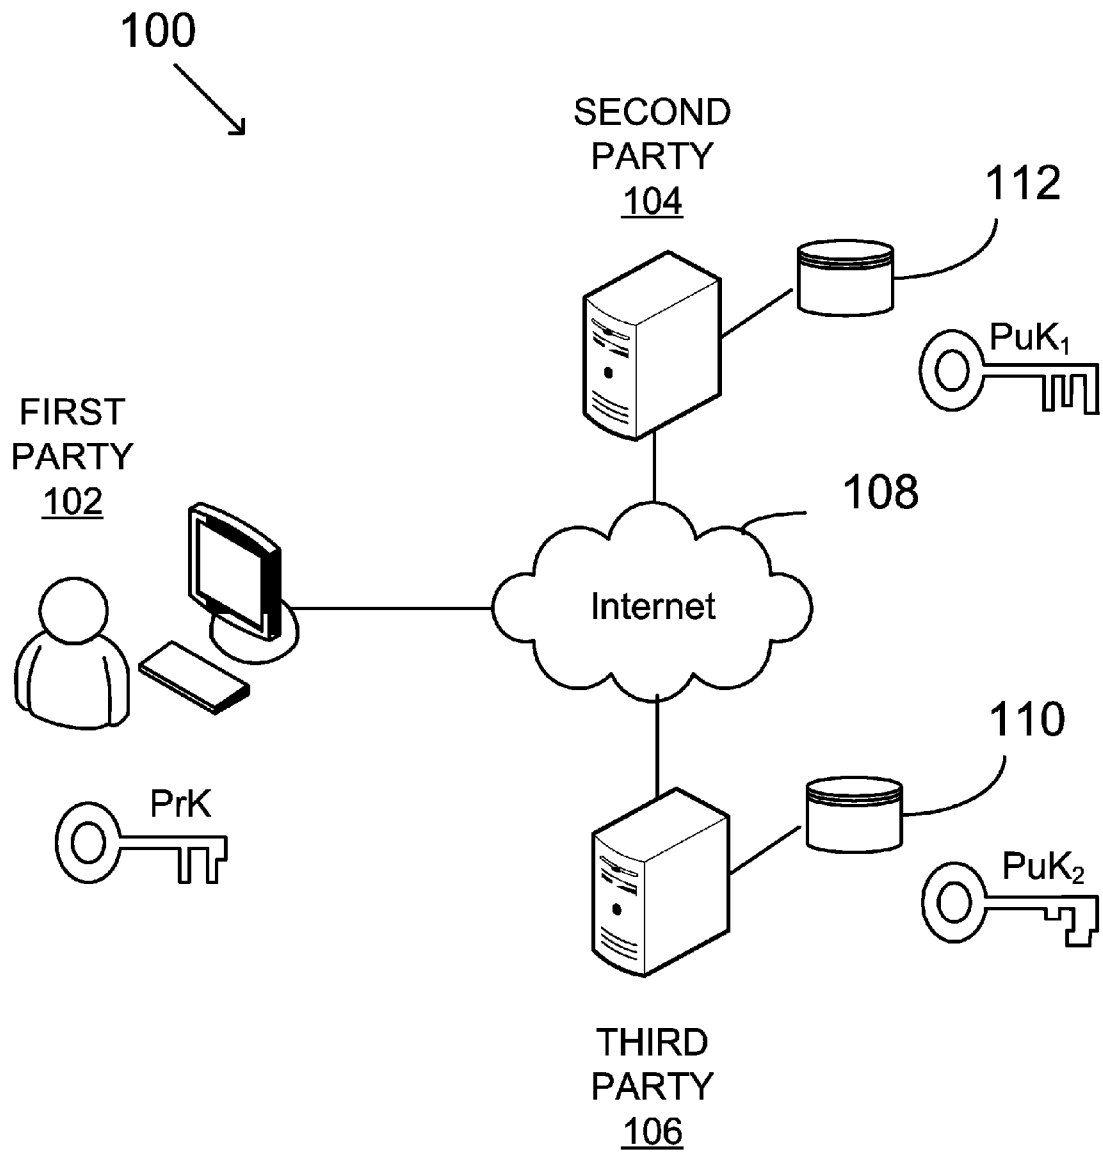 100
SECOND
PARTY
104
112
PuK₁
FIRST
PARTY
102
108
Internet
110
PrK
PuK₂
THIRD
PARTY
106